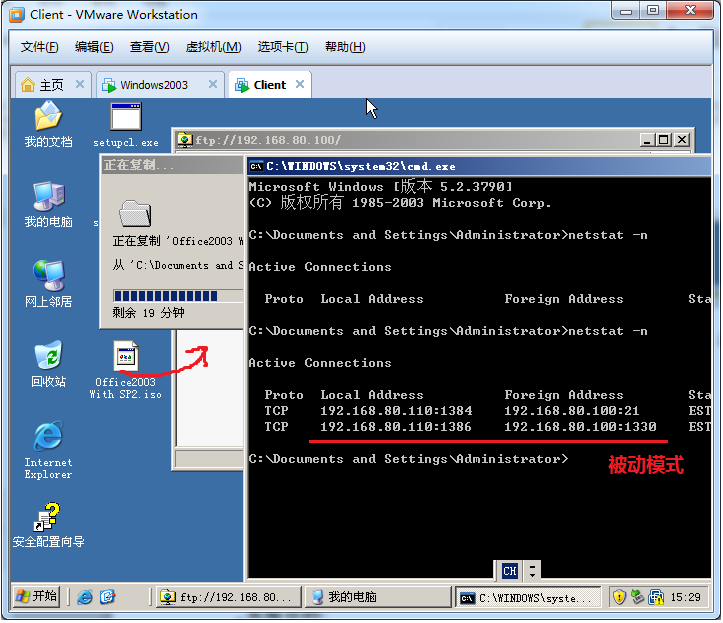 Client - VMware Workstation
文件(F) 编辑(E) 查看(V) 虚拟机(M) 选项卡(T) 帮助(H)
主页 Windows2003 Client
我的文档
setupcl.exe
ftp://192.168.80.100/
正在复制...
C:\WINDOWS\system32\cmd.exe
Microsoft Windows [版本 5.2.3790]
(C) 版权所有 1985-2003 Microsoft Corp.
我的电脑
s
正在复制 'Office2003 W
从 'C:\Documents and S
剩余 19 分钟
C:\Documents and Settings\Administrator>netstat -n
Active Connections
Proto Local Address Foreign Address Sta
C:\Documents and Settings\Administrator>netstat -n
Active Connections
Proto Local Address Foreign Address Sta
TCP 192.168.80.110:1384 192.168.80.100:21 EST
TCP 192.168.80.110:1386 192.168.80.100:1330 EST
C:\Documents and Settings\Administrator>
被动模式
网上邻居
回收站
Office2003
With SP2.iso
Internet
Explorer
安全配置向导
CH
开始 ftp://192.168.80.... 我的电脑 C:\WINDOWS\syste... 15:29